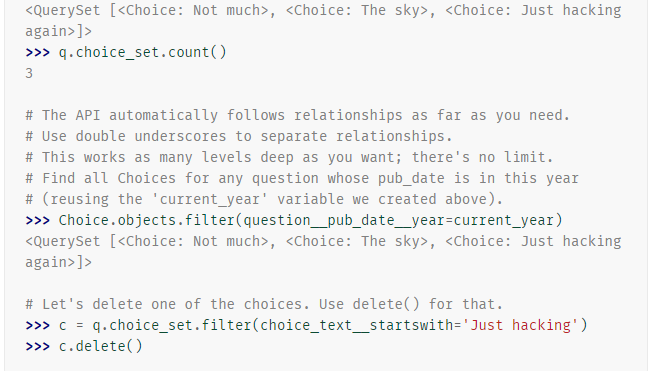 <QuerySet [<Choice: Not much>, <Choice: The sky>, <Choice: Just hacking
again>]>
>>> q.choice_set.count()
3
# The API automatically follows relationships as far as you need.
# Use double underscores to separate relationships.
# This works as many levels deep as you want; there's no limit.
# Find all Choices for any question whose pub_date is in this year
# (reusing the 'current_year' variable we created above).
>>> Choice.objects.filter(question__pub_date__year=current_year)
<QuerySet [<Choice: Not much>, <Choice: The sky>, <Choice: Just hacking
again>]>
# Let's delete one of the choices. Use delete() for that.
>>> c = q.choice_set.filter(choice_text__startswith='Just hacking')
>>> c.delete()